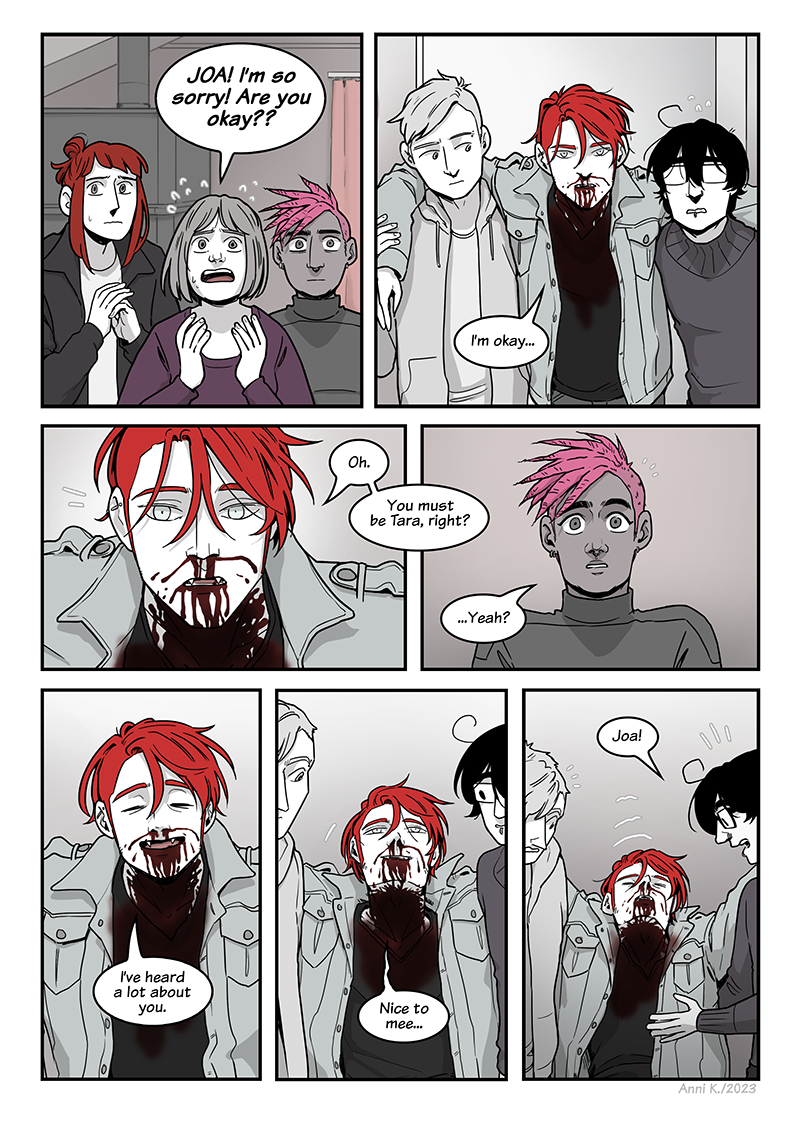 JOA! I'm so
sorry! Are you
okay??
I'm okay...
Oh.
You must
be Tara, right?
...Yeah?
I've heard
a lot about
you.
Nice to
mee...
Joa!
Anni K./2023